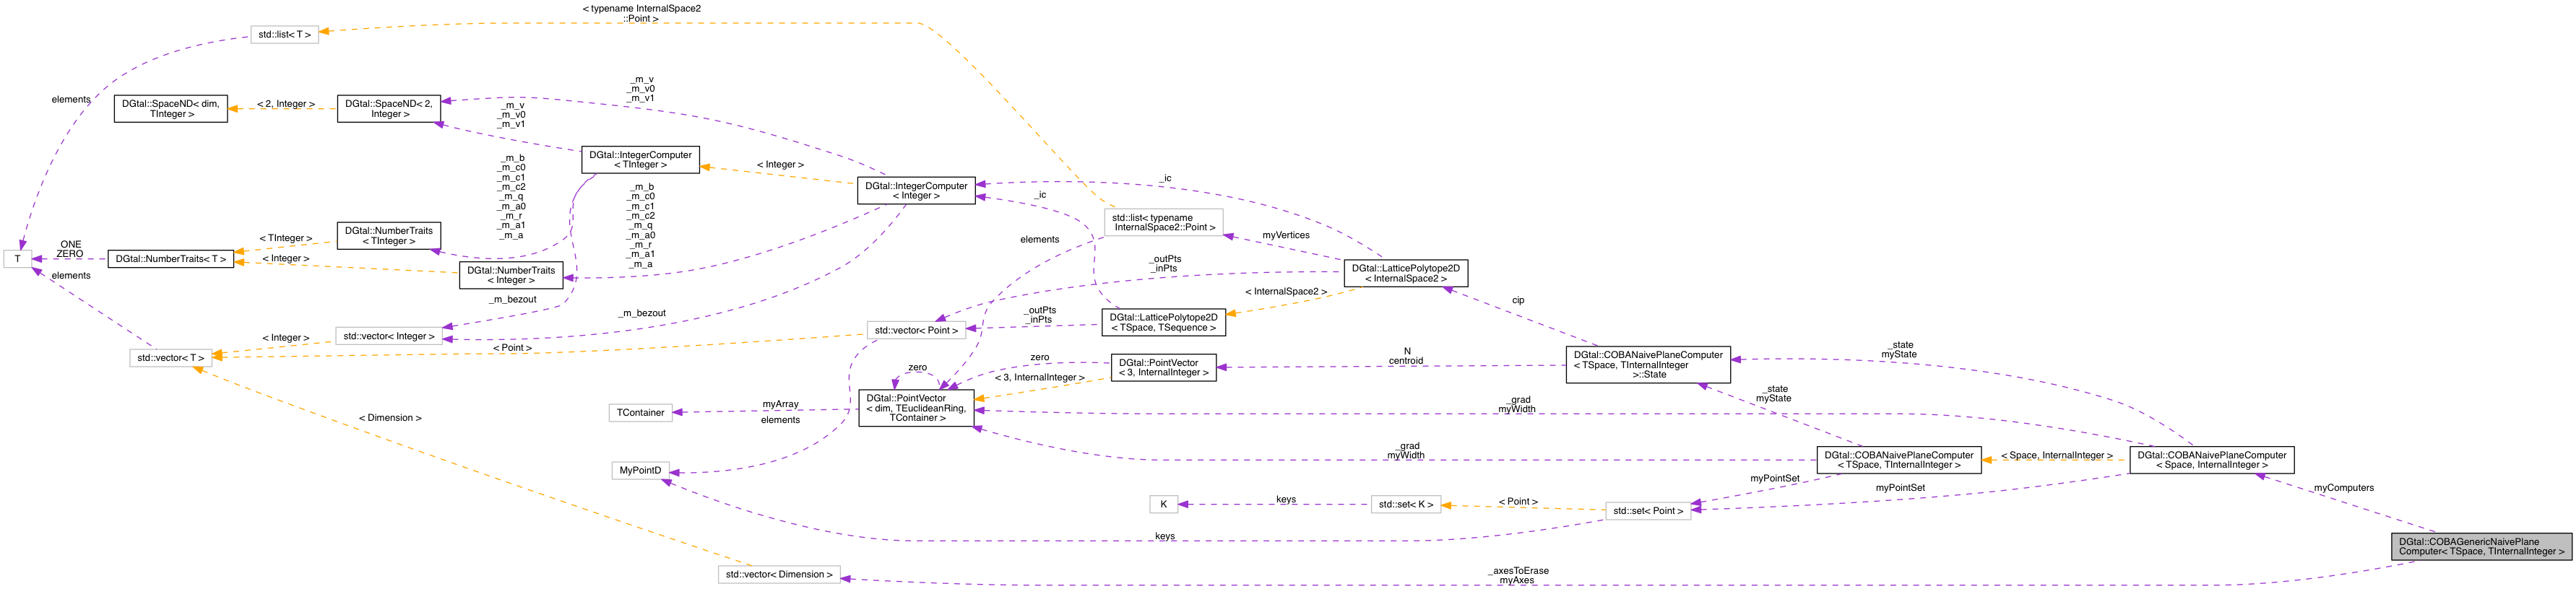 < typename InternalSpace2
::Point >
std::list< T >
elements
DGtal::SpaceND< dim,
TInteger >
< 2, Integer >
DGtal::SpaceND< 2,
Integer >
_m_v
_m_v0
_m_v1
_m_v
_m_v0
_m_v1
DGtal::IntegerComputer
< TInteger >
< Integer >
DGtal::IntegerComputer
< Integer >
_ic
_ic
_m_b
_m_c0
_m_c1
_m_c2
_m_q
_m_a0
_m_r
_m_a1
_m_a
_m_b
_m_c0
_m_c1
_m_c2
_m_q
_m_a0
_m_r
_m_a1
_m_a
std::list< typename
InternalSpace2::Point >
elements
myVertices
T
ONE
ZERO
DGtal::NumberTraits< T >
< TInteger >
< Integer >
DGtal::NumberTraits
< TInteger >
DGtal::NumberTraits
< Integer >
_outPts
_inPts
DGtal::LatticePolytope2D
< InternalSpace2 >
< InternalSpace2 >
elements
_m_bezout
_m_bezout
cip
DGtal::LatticePolytope2D
< TSpace, TSequence >
_outPts
_inPts
std::vector< Point >
std::vector< Integer >
< Integer >
< Point >
std::vector< T >
zero
zero
< 3, InternalInteger >
DGtal::PointVector
< 3, InternalInteger >
N
centroid
DGtal::COBANaivePlaneComputer
< TSpace, TInternalInteger
>::State
_state
myState
_state
myState
TContainer
myArray
elements
DGtal::PointVector
< dim, TEuclideanRing,
TContainer >
_grad
myWidth
_grad
myWidth
< Dimension >
MyPointD
DGtal::COBANaivePlaneComputer
< TSpace, TInternalInteger >
< Space, InternalInteger >
DGtal::COBANaivePlaneComputer
< Space, InternalInteger >
myPointSet
myPointSet
myComputers
K
keys
std::set< K >
< Point >
std::set< Point >
keys
DGtal::COBAGenericNaivePlane
Computer< TSpace, TInternalInteger >
std::vector< Dimension >
_axesToErase
myAxes